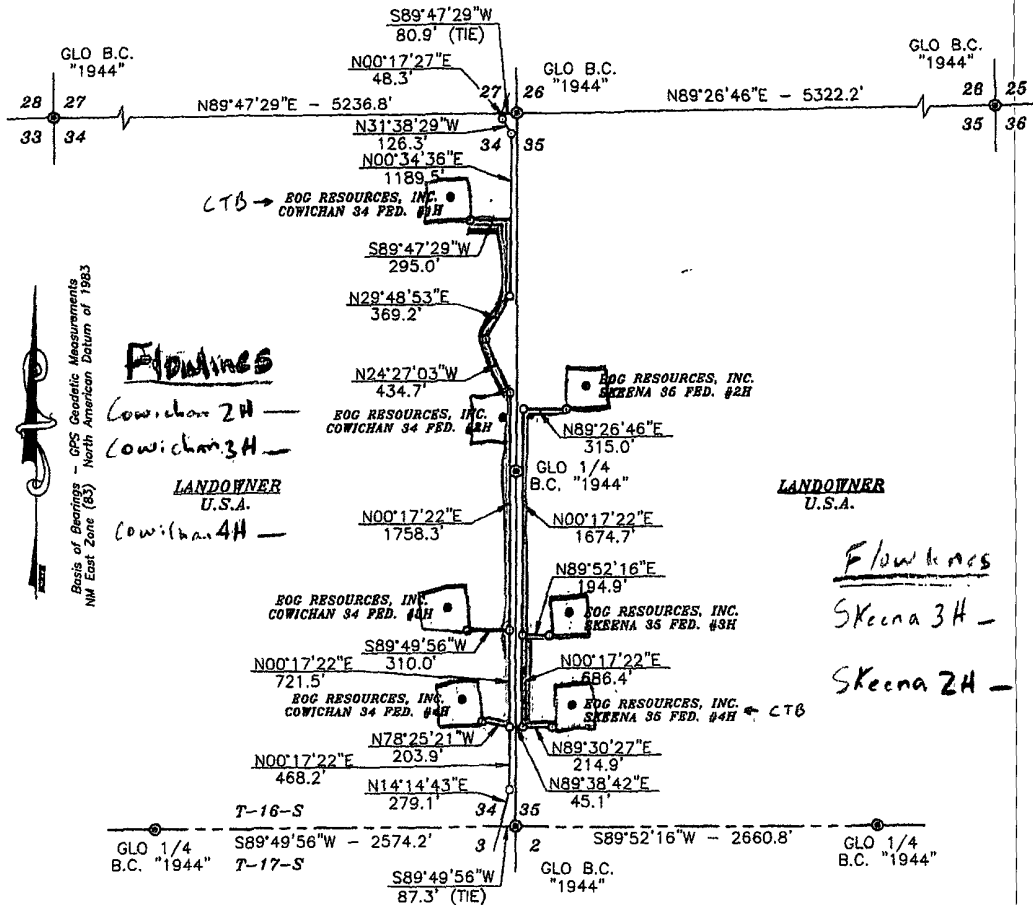 S89°47'29"W
80.9' (TIE)
GLO B.C.
"1944"
N00°17'27"E
48.3'
GLO B.C.
"1944"
GLO B.C.
"1944"
28 27
27 26
26 25
N89°47'29"E - 5236.8'
N89°26'46"E - 5322.2'
33 34
N31°38'29"W
126.3'
34 35
35 36
N00°34'36"E
1189.5'
CTB → EOG RESOURCES, INC.
COWICHAN 34 FED. #1H
S89°47'29"W
295.0'
N29°48'53"E
369.2'
Basis of Bearings - GPS Geodetic Measurements
NM East Zone (83) North American Datum of 1983
Flowlines
Cowichan 2H —
Cowichan 3H —
LANDOWNER
U.S.A.
Cowichan 4H —
N24°27'03"W
434.7'
EOG RESOURCES, INC.
COWICHAN 34 FED. #2H
EOG RESOURCES, INC.
SKEENA 35 FED. #2H
N89°26'46"E
315.0'
GLO 1/4
B.C. "1944"
LANDOWNER
U.S.A.
N00°17'22"E
1758.3'
N00°17'22"E
1674.7'
Flowlines
Skeena 3H —
Skeena 2H —
N89°52'16"E
194.9'
EOG RESOURCES, INC.
COWICHAN 34 FED. #3H
EOG RESOURCES, INC.
SKEENA 35 FED. #3H
S89°49'56"W
310.0'
N00°17'22"E
721.5'
N00°17'22"E
686.4'
EOG RESOURCES, INC.
COWICHAN 34 FED. #4H
EOG RESOURCES, INC.
SKEENA 35 FED. #4H ← CTB
N78°25'21"W
203.9'
N89°30'27"E
214.9'
N00°17'22"E
468.2'
N89°38'42"E
45.1'
N14°14'43"E
279.1'
34 35
T-16-S
S89°49'56"W - 2574.2'
3 2
S89°52'16"W - 2660.8'
GLO 1/4
B.C. "1944"
T-17-S
GLO 1/4
B.C. "1944"
S89°49'56"W
87.3' (TIE)
GLO B.C.
"1944"